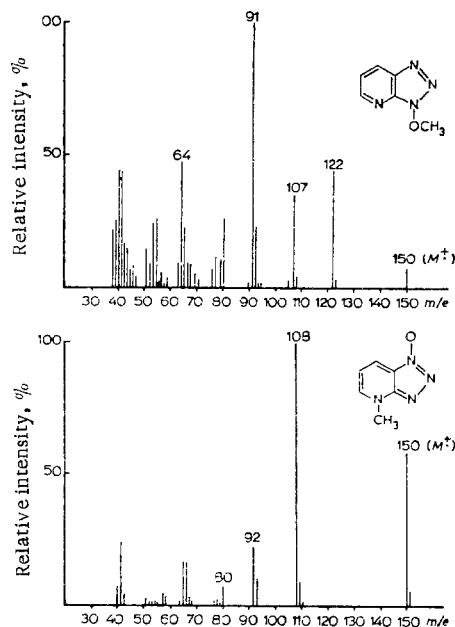 Relative intensity, %
00
50
91
64
107
122
150 (M⁺·)
N
N
N
N
OCH₃
30 40 50 60 70 80 90 100 110 120 130 140 150 m/e
Relative intensity, %
100
50
108
92
80
150 (M⁺·)
O
N
N
N
N
CH₃
30 40 50 60 70 80 90 100 110 120 130 140 150 m/e